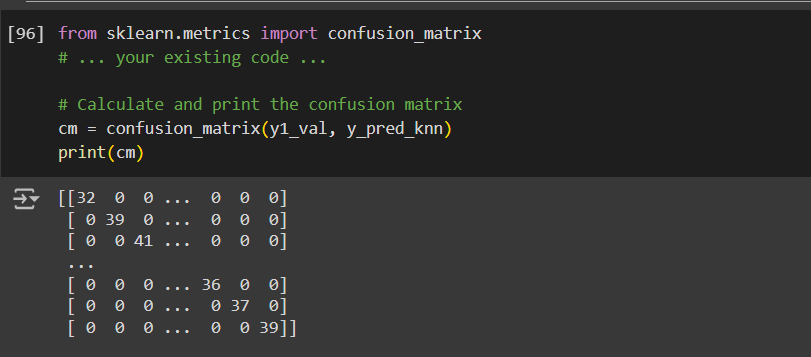 [96] from sklearn.metrics import confusion_matrix
# ... your existing code ...
# Calculate and print the confusion matrix
cm = confusion_matrix(y1_val, y_pred_knn)
print(cm)
[[32  0  0 ...  0  0  0]
 [ 0 39  0 ...  0  0  0]
 [ 0  0 41 ...  0  0  0]
 ...
 [ 0  0  0 ... 36  0  0]
 [ 0  0  0 ...  0 37  0]
 [ 0  0  0 ...  0  0 39]]